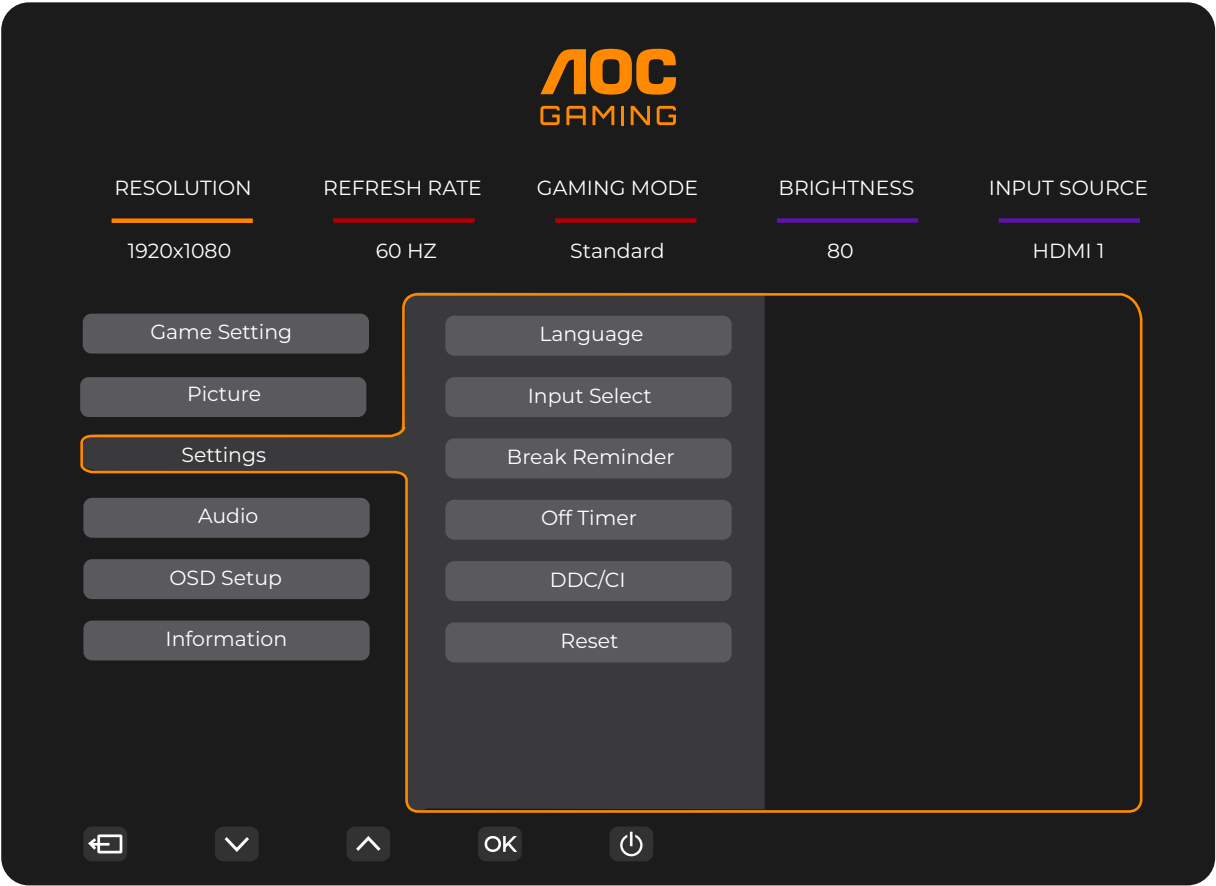 AOC
GAMING
RESOLUTION REFRESH RATE GAMING MODE BRIGHTNESS INPUT SOURCE
1920x1080 60 HZ Standard 80 HDMI 1
Game Setting
Picture
Settings
Audio
OSD Setup
Information
Language
Input Select
Break Reminder
Off Timer
DDC/CI
Reset
OK